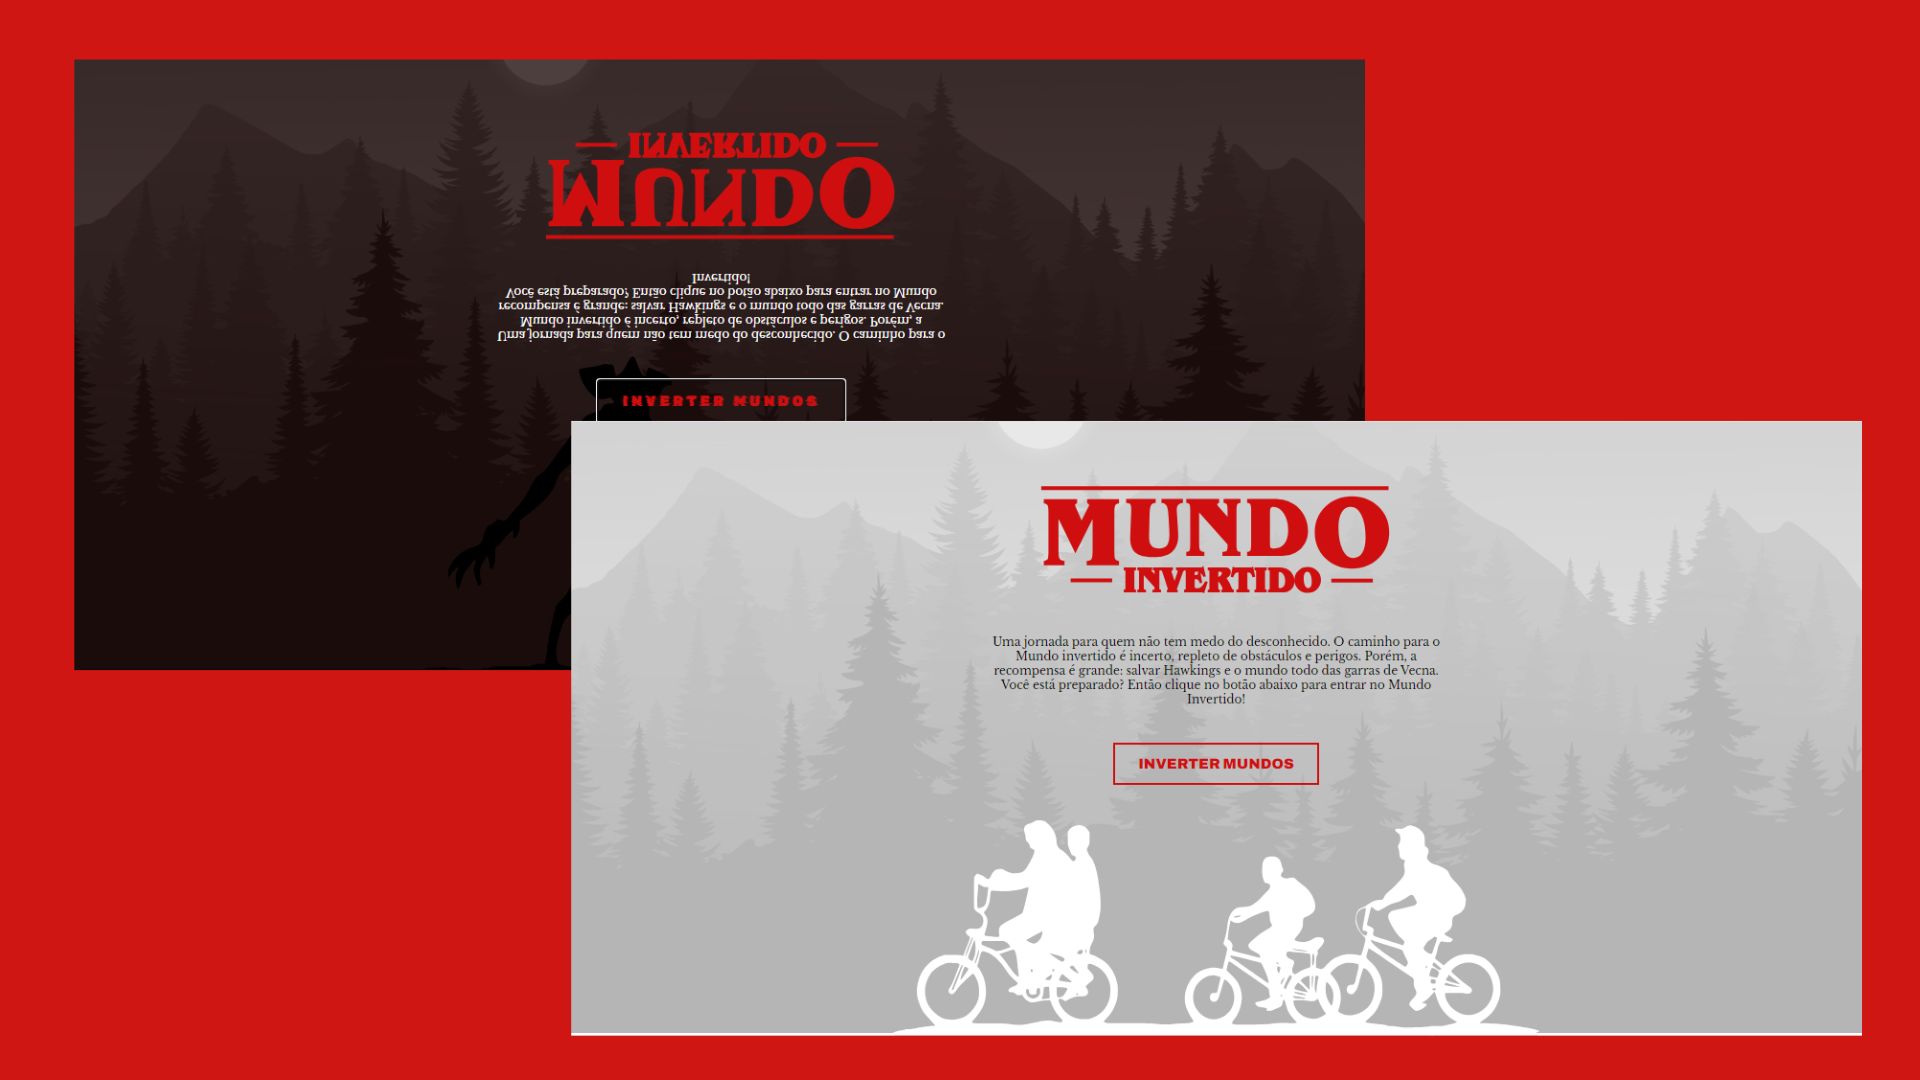 MUNDO
INVERTIDO
Uma jornada para quem não tem medo do desconhecido. O caminho para o
Mundo invertido é incerto, repleto de obstáculos e perigos. Porém, a
recompensa é grande: salvar Hawkings e o mundo todo das garras de Vecna.
Você está preparado? Então clique no botão abaixo para entrar no Mundo
Invertido!
INVERTER MUNDOS
MUNDO
INVERTIDO
Uma jornada para quem não tem medo do desconhecido. O caminho para o
Mundo invertido é incerto, repleto de obstáculos e perigos. Porém, a
recompensa é grande: salvar Hawkings e o mundo todo das garras de Vecna.
Você está preparado? Então clique no botão abaixo para entrar no Mundo
Invertido!
INVERTER MUNDOS